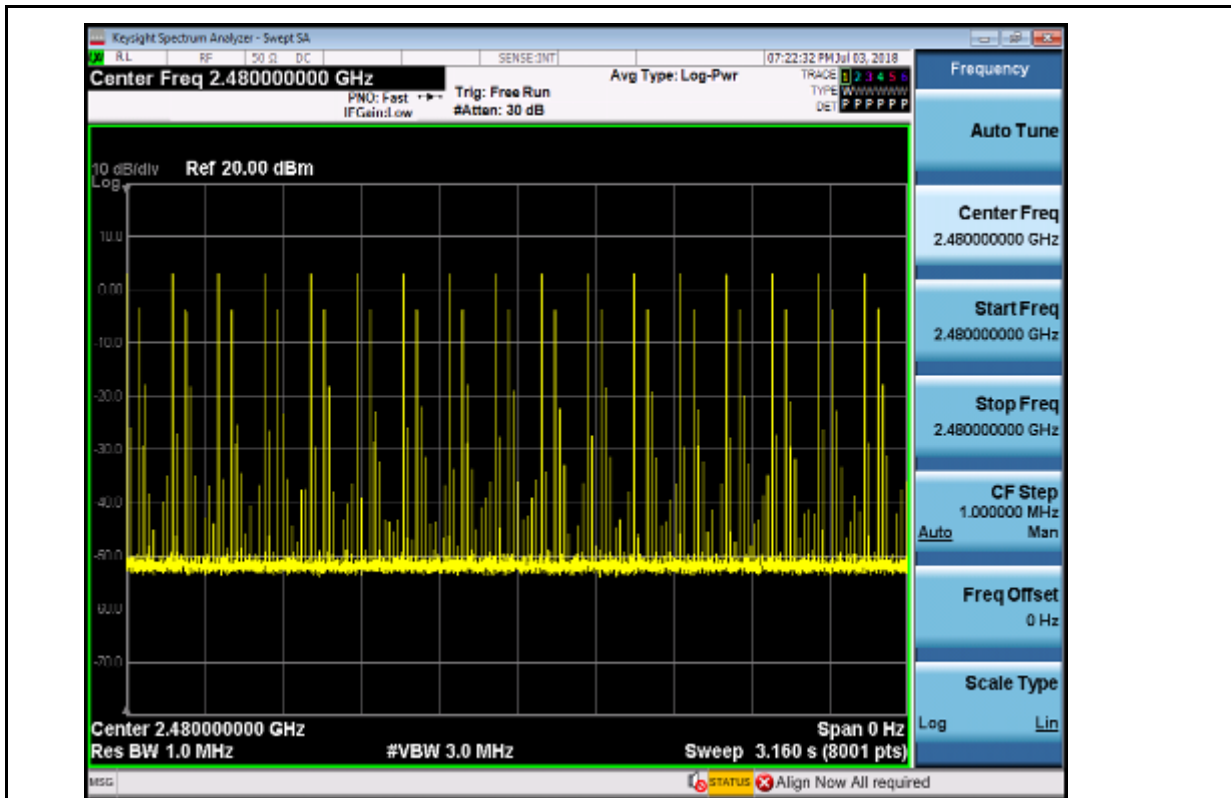 Keysight Spectrum Analyzer - Swept SA
RL RF 50 Ω DC SENSE:INT 07:22:32 PM Jul 03, 2018
Center Freq 2.480000000 GHz
PNO: Fast
IFGain:Low
Trig: Free Run
#Atten: 30 dB
Avg Type: Log-Pwr
TRACE 1 2 3 4 5 6
TYPE W W W W W W
DET P P P P P P
10 dB/div Ref 20.00 dBm
Log
10.0
0.00
-10.0
-20.0
-30.0
-40.0
-50.0
-60.0
-70.0
Center 2.480000000 GHz Span 0 Hz
Res BW 1.0 MHz #VBW 3.0 MHz Sweep 3.160 s (8001 pts)
MSG STATUS Align Now All required
Frequency
Auto Tune
Center Freq
2.480000000 GHz
Start Freq
2.480000000 GHz
Stop Freq
2.480000000 GHz
CF Step
1.000000 MHz
Auto Man
Freq Offset
0 Hz
Scale Type
Log Lin